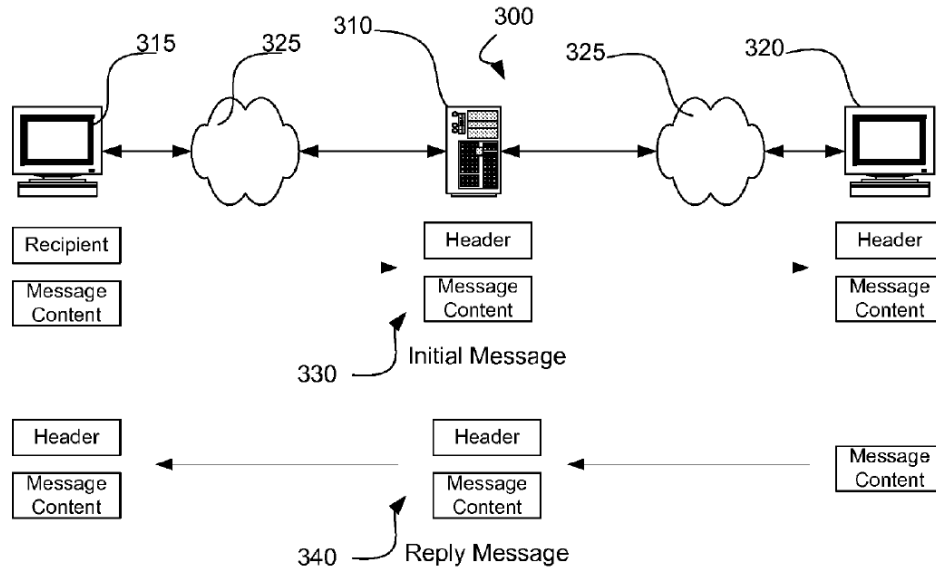 315
325
310
300
325
320
Recipient
Header
Header
Message
Content
Message
Content
Message
Content
330
Initial Message
Header
Header
Message
Content
Message
Content
Message
Content
340
Reply Message